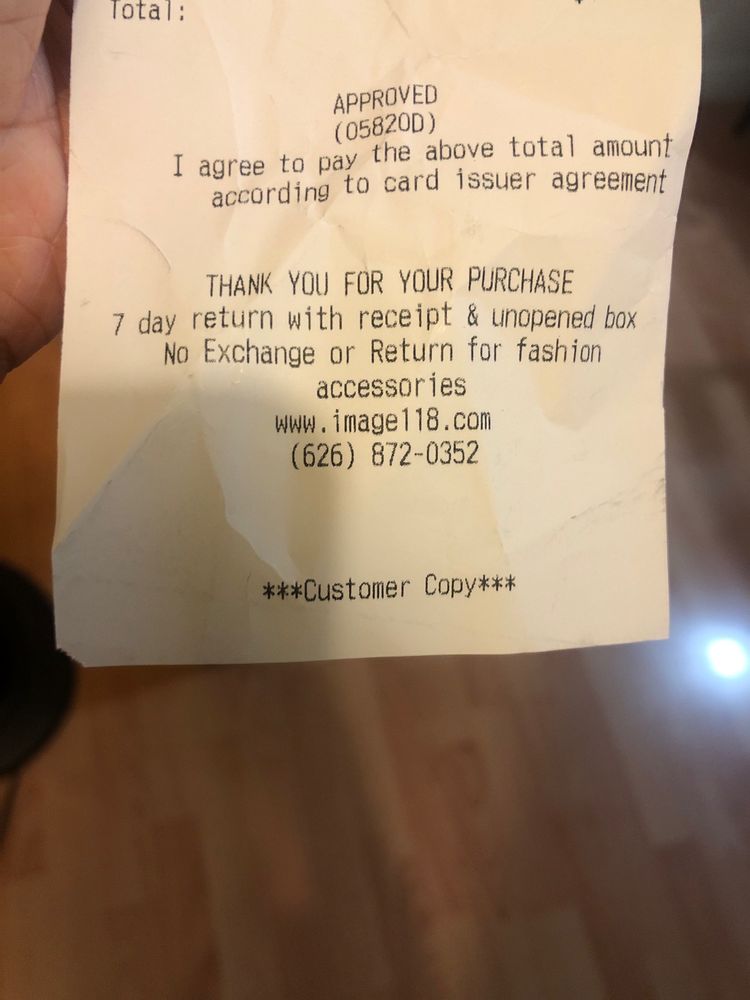 Total:
APPROVED
(05820D)
I agree to pay the above total amount
according to card issuer agreement
THANK YOU FOR YOUR PURCHASE
7 day return with receipt & unopened box
No Exchange or Return for fashion
accessories
www.image118.com
(626) 872-0352
***Customer Copy***